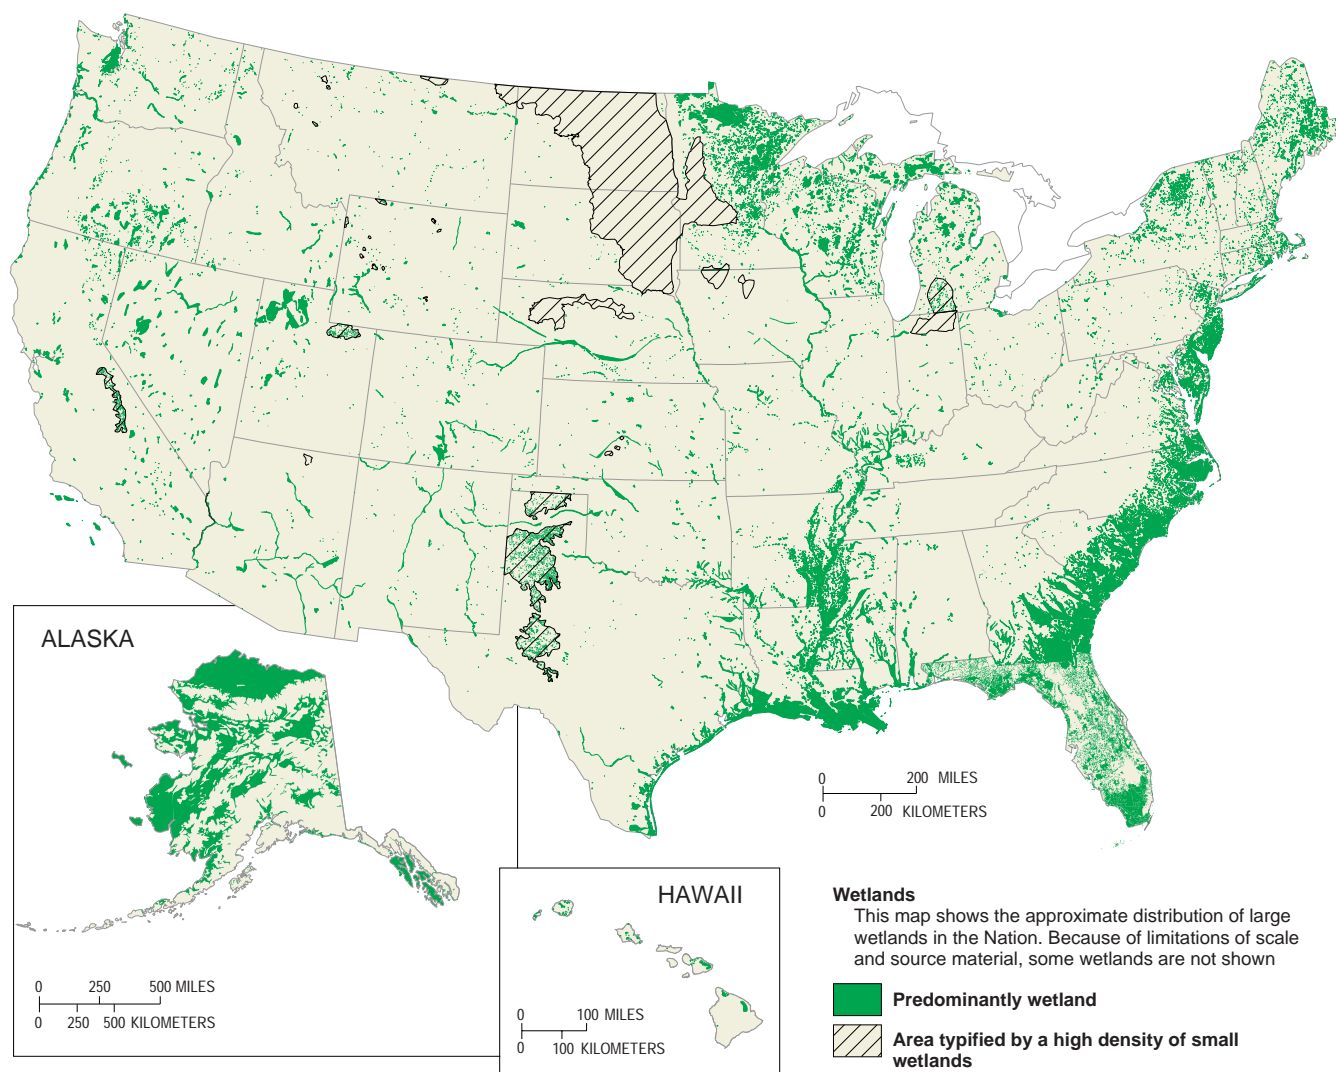 ALASKA
0 250 500 MILES
0 250 500 KILOMETERS
HAWAII
0 100 MILES
0 100 KILOMETERS
0 200 MILES
0 200 KILOMETERS
Wetlands
This map shows the approximate distribution of large
wetlands in the Nation. Because of limitations of scale
and source material, some wetlands are not shown
Predominantly wetland
Area typified by a high density of small
wetlands